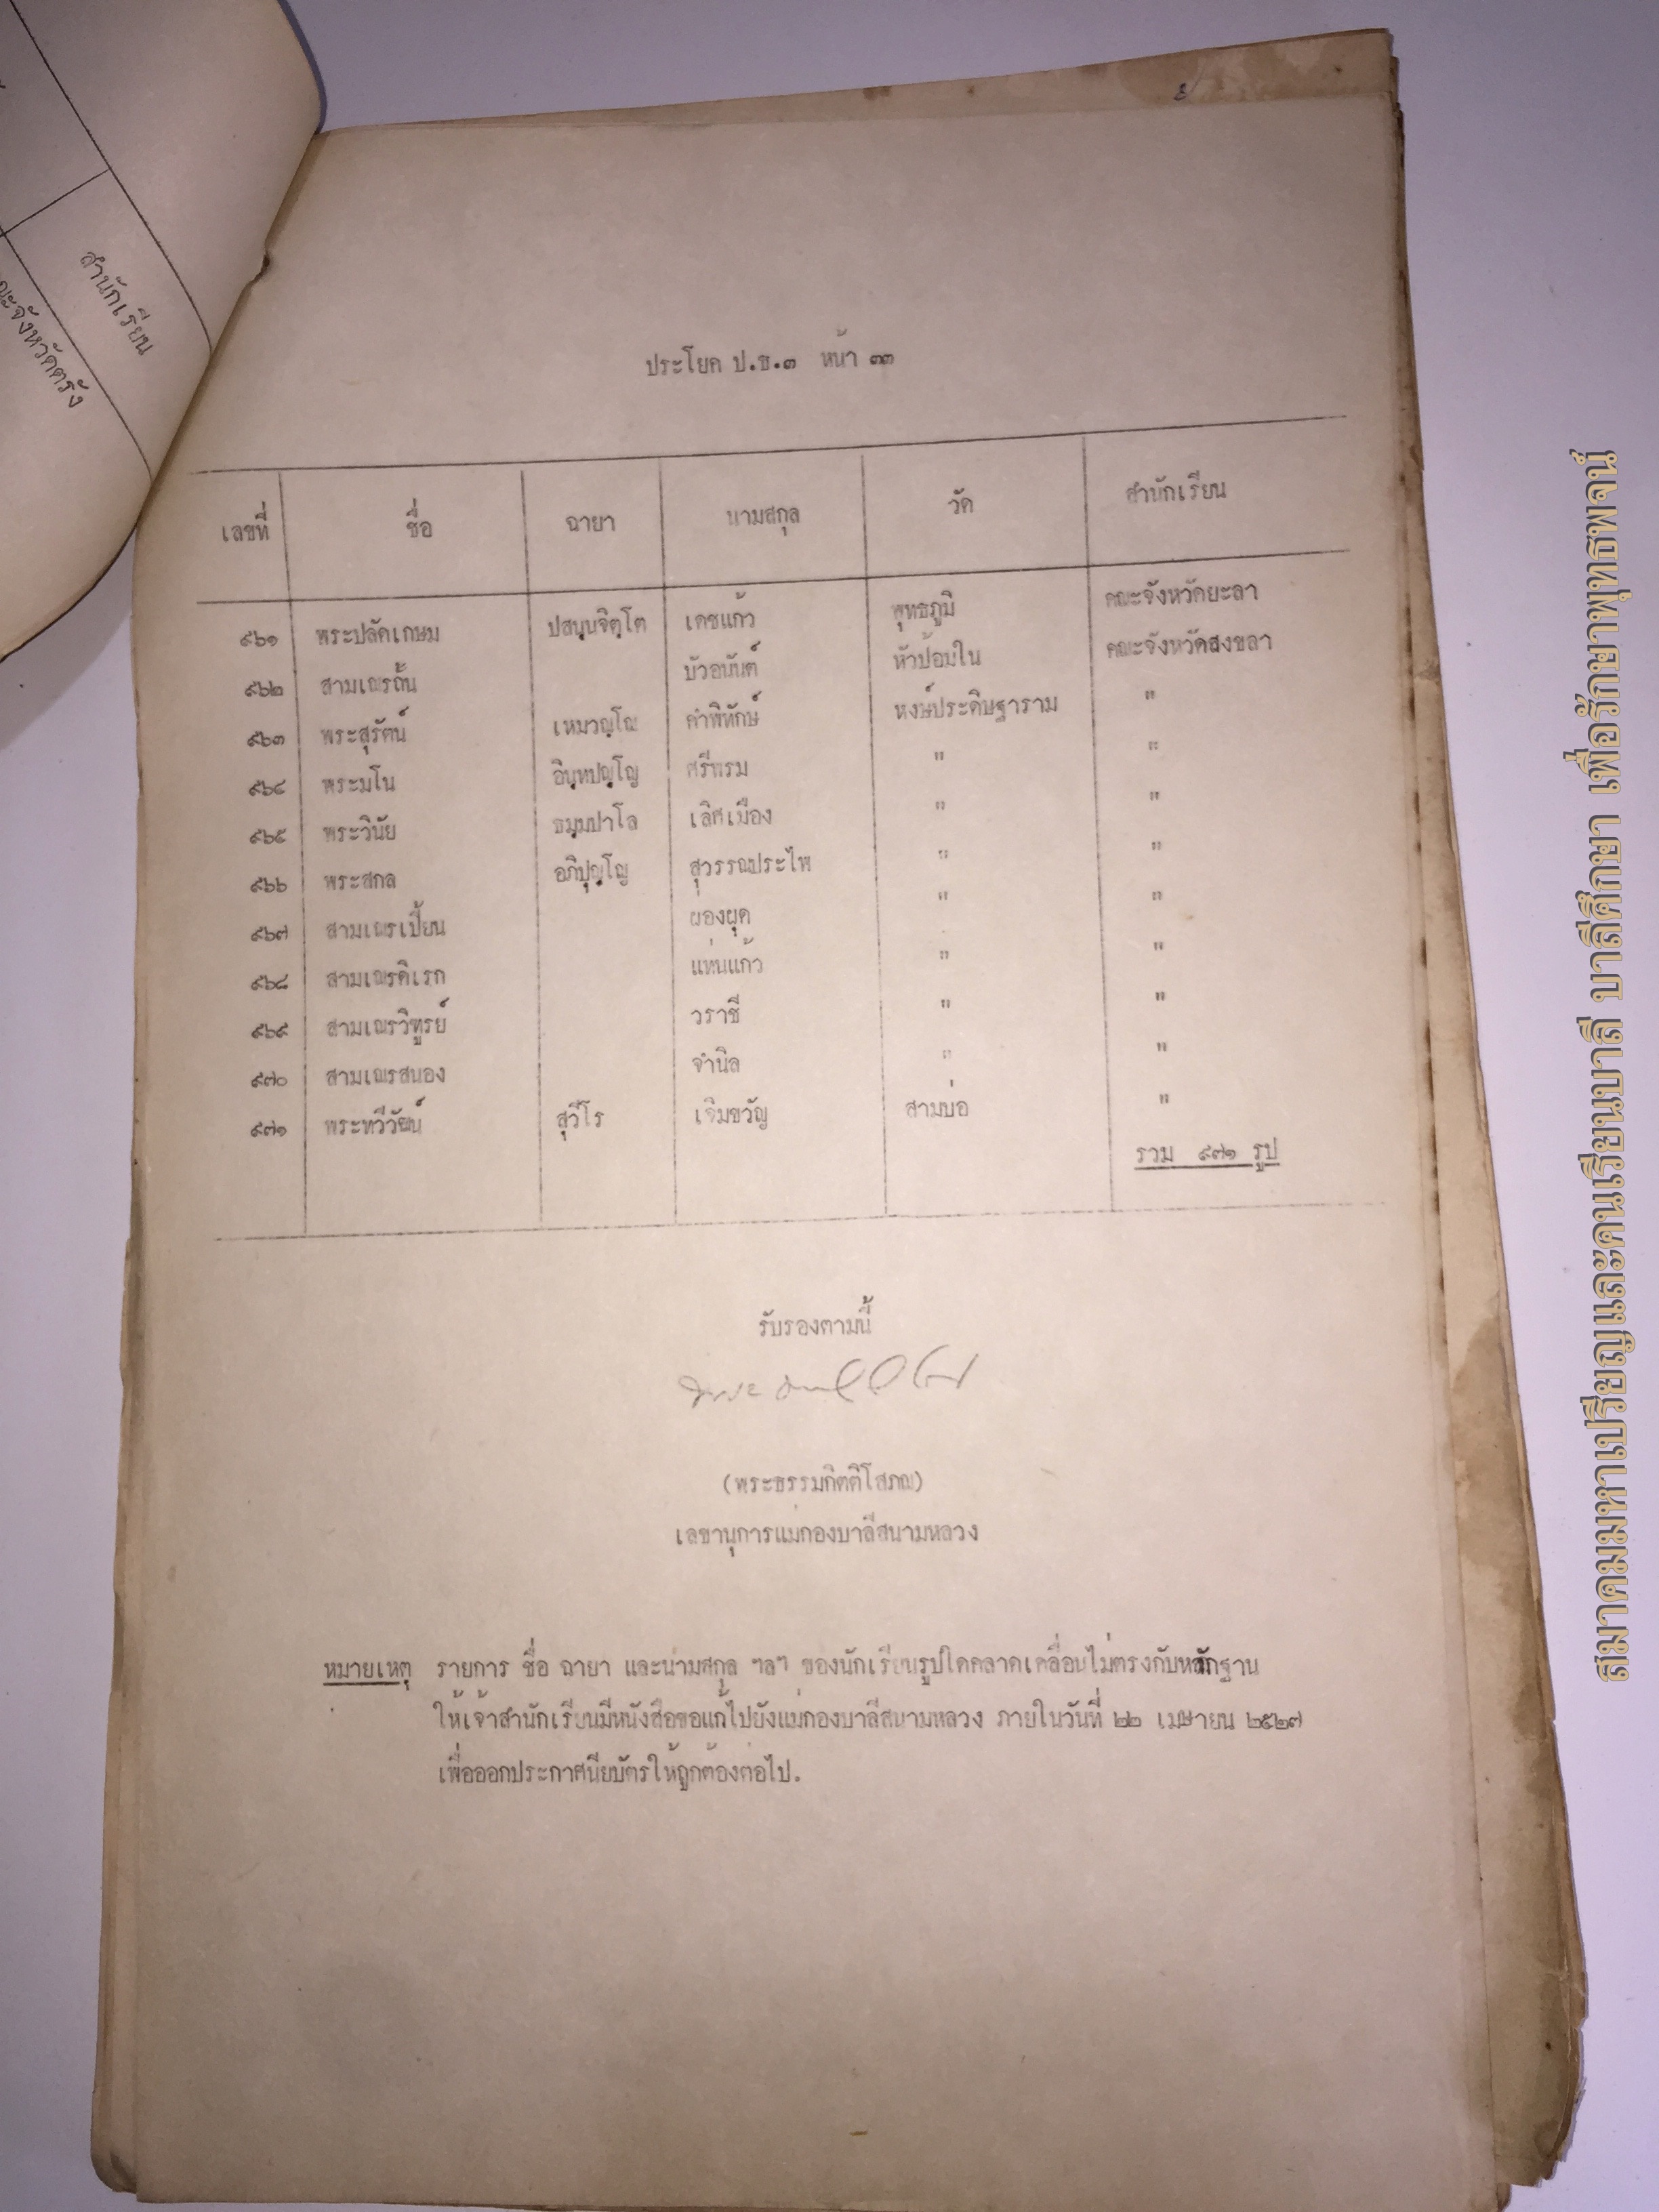 สำนักเรียน
ณะจังหวัดตรัง
ประโยค ป.ธ.๓ หน้า ๓๓
เลขที่ ชื่อ ฉายา นามสกุล วัด สำนักเรียน
๙๖๑ พระปลัดเกษม ปสนฺนจิตฺโต เดชแก้ว พุทธภูมิ คณะจังหวัดยะลา
๙๖๒ สามเณรถั้น บัวอนันต์ หัวป้อมใน คณะจังหวัดสงขลา
๙๖๓ พระสุรัตน์ เหมวณฺโณ คำพิทักษ์ หงษ์ประดิษฐาราม "
๙๖๔ พระมโน อินฺทปญฺโญ ศรีพรม " "
๙๖๕ พระวินัย ธมฺมปาโล เลิศเมือง " "
๙๖๖ พระสกล อภิปุญฺโญ สุวรรณประไพ " "
๙๖๗ สามเณรเปี้ยน ผ่องผุด " "
๙๖๘ สามเณรดิเรก แท่นแก้ว " "
๙๖๙ สามเณรวิฑูรย์ วราชี " "
๙๗๐ สามเณรสนอง จำนิล " "
๙๗๑ พระทวีวัฒน์ สุวีโร เจิมขวัญ สามบ่อ "
รวม ๙๗๑ รูป
รับรองตามนี้
(พระธรรมกิตติโสภณ)
เลขานุการแม่กองบาลีสนามหลวง
หมายเหตุ รายการ ชื่อ ฉายา และนามสกุล ฯลฯ ของนักเรียนรูปใดคลาดเคลื่อนไม่ตรงกับหลักฐาน
ให้เจ้าสำนักเรียนมีหนังสือขอแก้ไปยังแม่กองบาลีสนามหลวง ภายในวันที่ ๒๒ เมษายน ๒๕๒๗
เพื่อออกประกาศนียบัตรให้ถูกต้องต่อไป.
สมาคมมหาเปรียญและคนเรียนบาลี บาลีศึกษา เพื่อรักษาพุทธพจน์